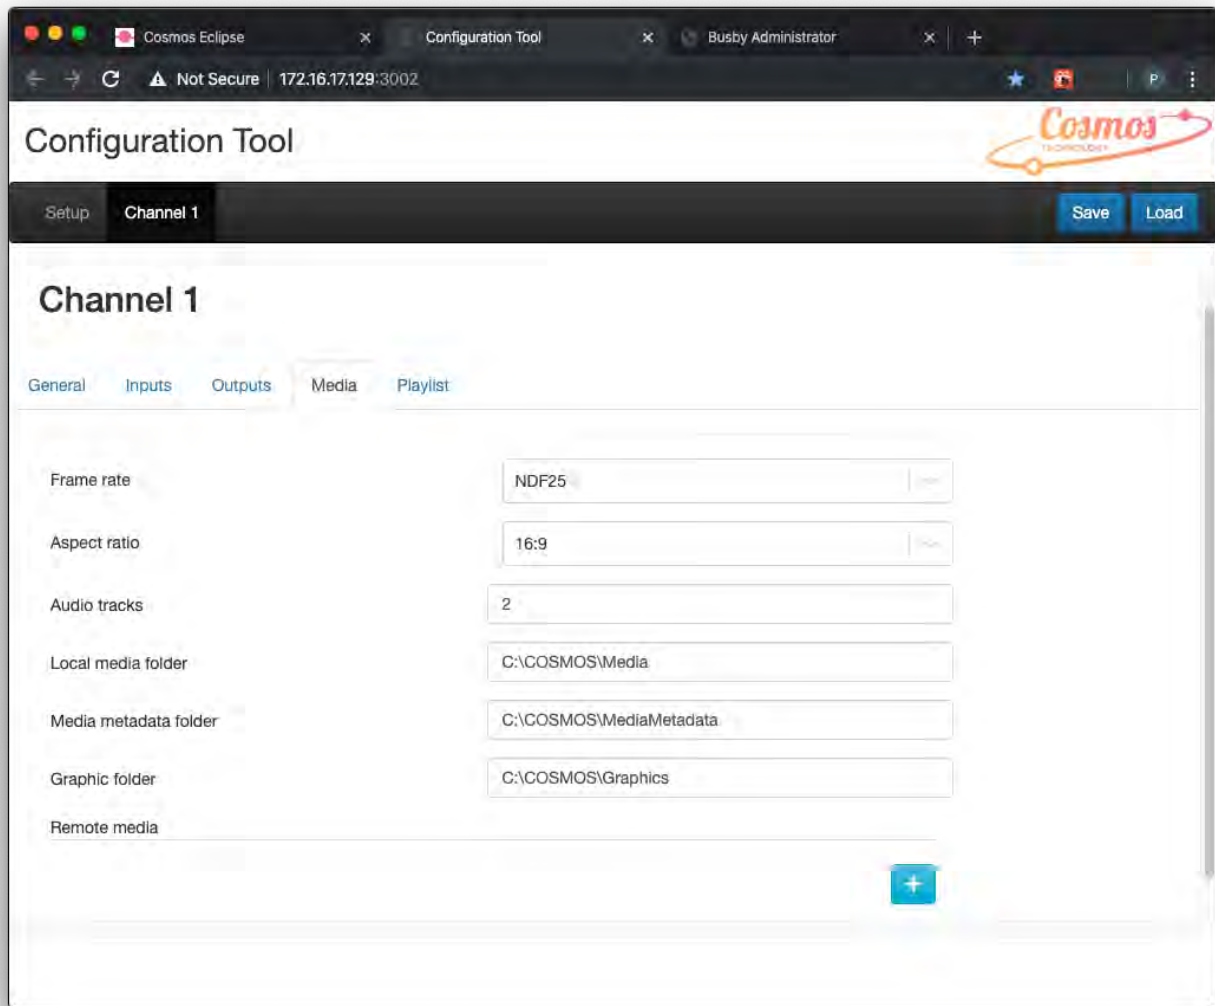 Cosmos Eclipse Configuration Tool Busby Administrator
Not Secure 172.16.17.129:3002 P
Configuration Tool
Cosmos
TECHNOLOGY
Setup Channel 1 Save Load
Channel 1
General Inputs Outputs Media Playlist
Frame rate NDF25
Aspect ratio 16:9
Audio tracks 2
Local media folder C:\COSMOS\Media
Media metadata folder C:\COSMOS\MediaMetadata
Graphic folder C:\COSMOS\Graphics
Remote media
+